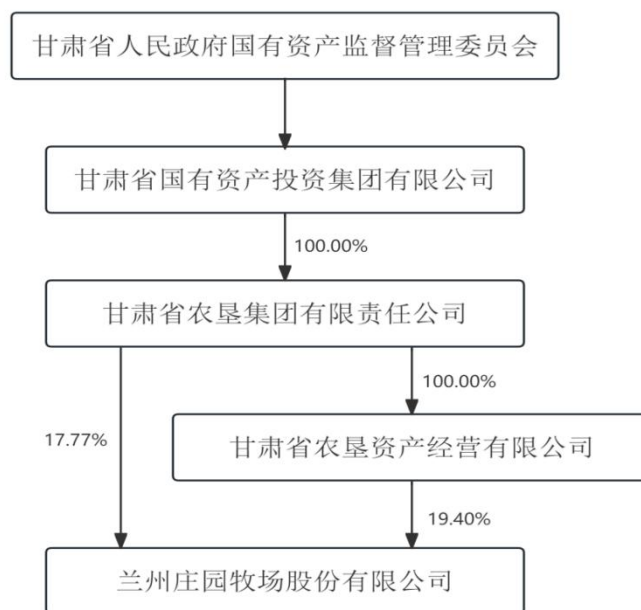 甘肃省人民政府国有资产监督管理委员会
甘肃省国有资产投资集团有限公司
100.00%
甘肃省农垦集团有限责任公司
100.00%
17.77%
甘肃省农垦资产经营有限公司
19.40%
兰州庄园牧场股份有限公司